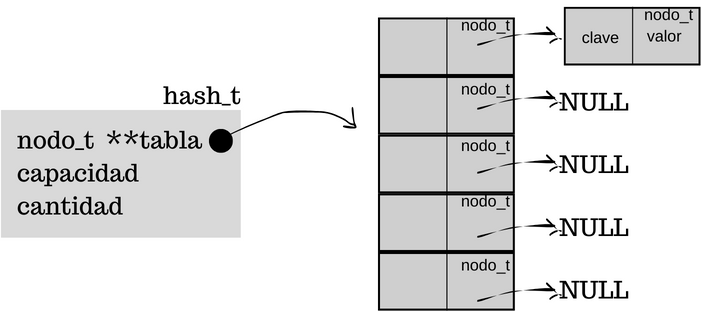 hash_t
nodo_t **tabla
capacidad
cantidad
nodo_t
nodo_t
clave valor
nodo_t
NULL
nodo_t
NULL
nodo_t
NULL
nodo_t
NULL